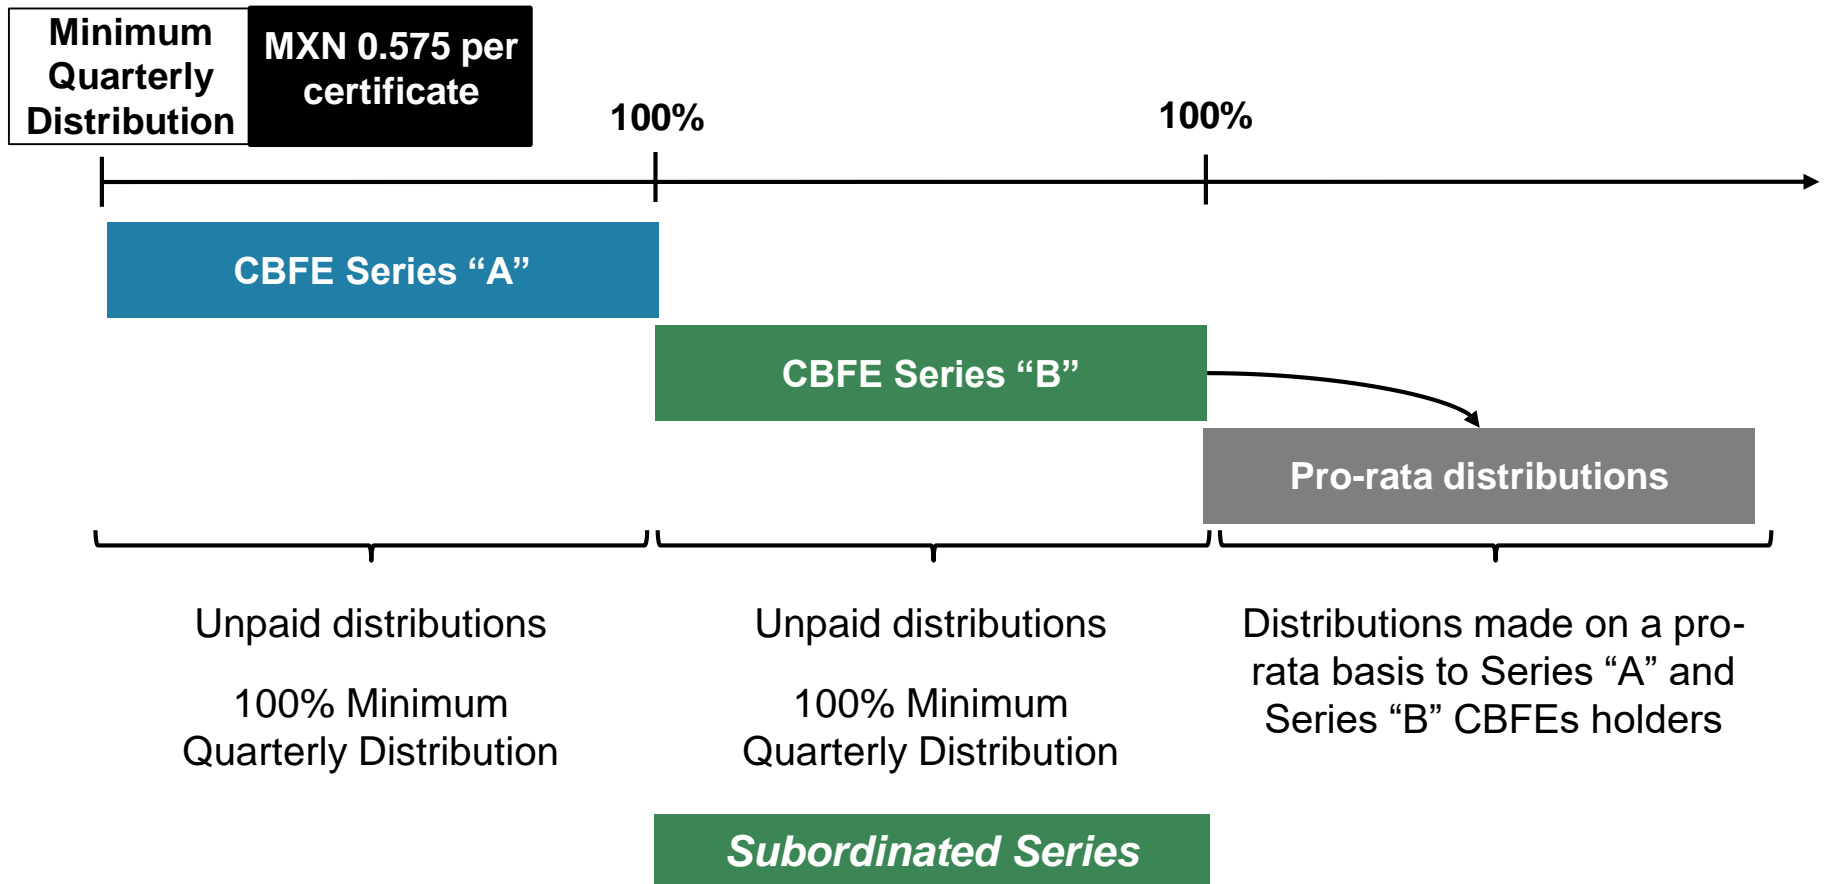 Minimum
Quarterly
Distribution
MXN 0.575 per
certificate
100%
100%
CBFE Series “A”
CBFE Series “B”
Pro-rata distributions
Unpaid distributions
100% Minimum
Quarterly Distribution
Unpaid distributions
100% Minimum
Quarterly Distribution
Distributions made on a pro-
rata basis to Series “A” and
Series “B” CBFEs holders
Subordinated Series